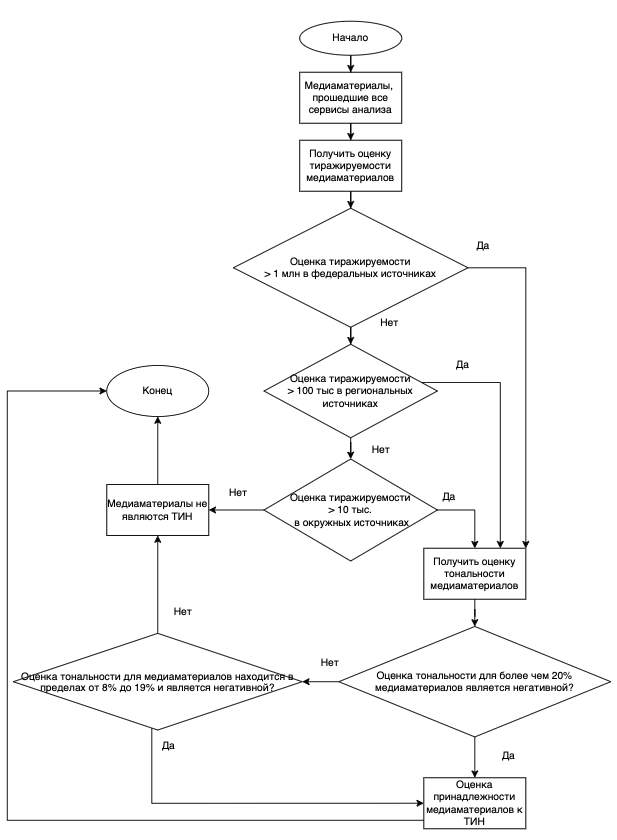 Начало
Медиаматериалы,
прошедшие все
сервисы анализа
Получить оценку
тиражируемости
медиаматериалов
Оценка тиражируемости
> 1 млн в федеральных источниках
Да
Нет
Оценка тиражируемости
> 100 тыс в региональных
источниках
Да
Нет
Конец
Оценка тиражируемости
> 10 тыс.
в окружных источниках
Да
Нет
Медиаматериалы не
являются ТИН
Получить оценку
тональности
медиаматериалов
Оценка тональности для более чем 20%
медиаматериалов является негативной?
Нет
Да
Оценка тональности для медиаматериалов находится в
пределах от 8% до 19% и является негативной?
Нет
Да
Оценка
принадлежности
медиаматериалов к
ТИН